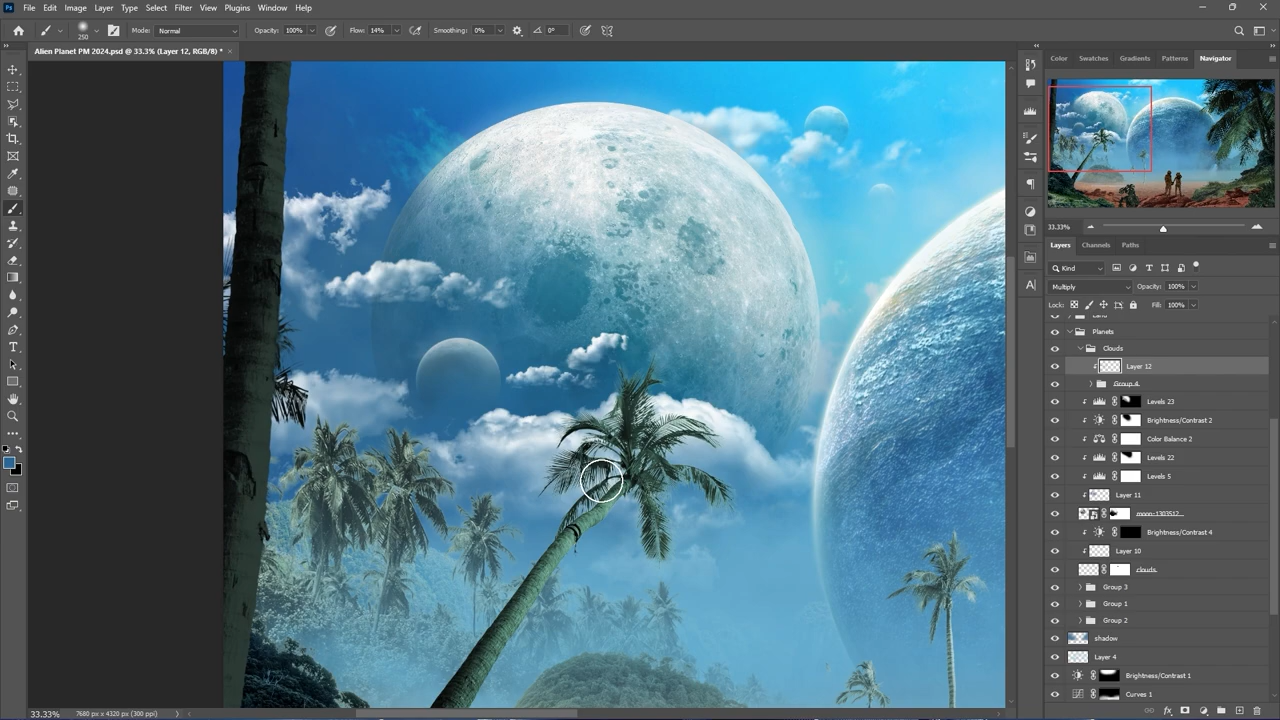 Ps File Edit Image Layer Type Select Filter View Plugins Window Help
250 Mode: Normal Opacity: 100% Flow: 14% Smoothing: 0% 0°
Alien Planet PM 2024.psd @ 33.3% (Layer 12, RGB/8) * ×
Color Swatches Gradients Patterns Navigator
33.33%
Layers Channels Paths
Kind
Multiply Opacity: 100%
Lock: Fill: 100%
Planets
Clouds
Layer 12
Group 4
Levels 23
Brightness/Contrast 2
Color Balance 2
Levels 22
Levels 5
Layer 11
moon-1303512...
Brightness/Contrast 4
Layer 10
clouds
Group 3
Group 1
Group 2
shadow
Layer 4
Brightness/Contrast 1
Curves 1
33.33% 7680 px x 4320 px (300 ppi)